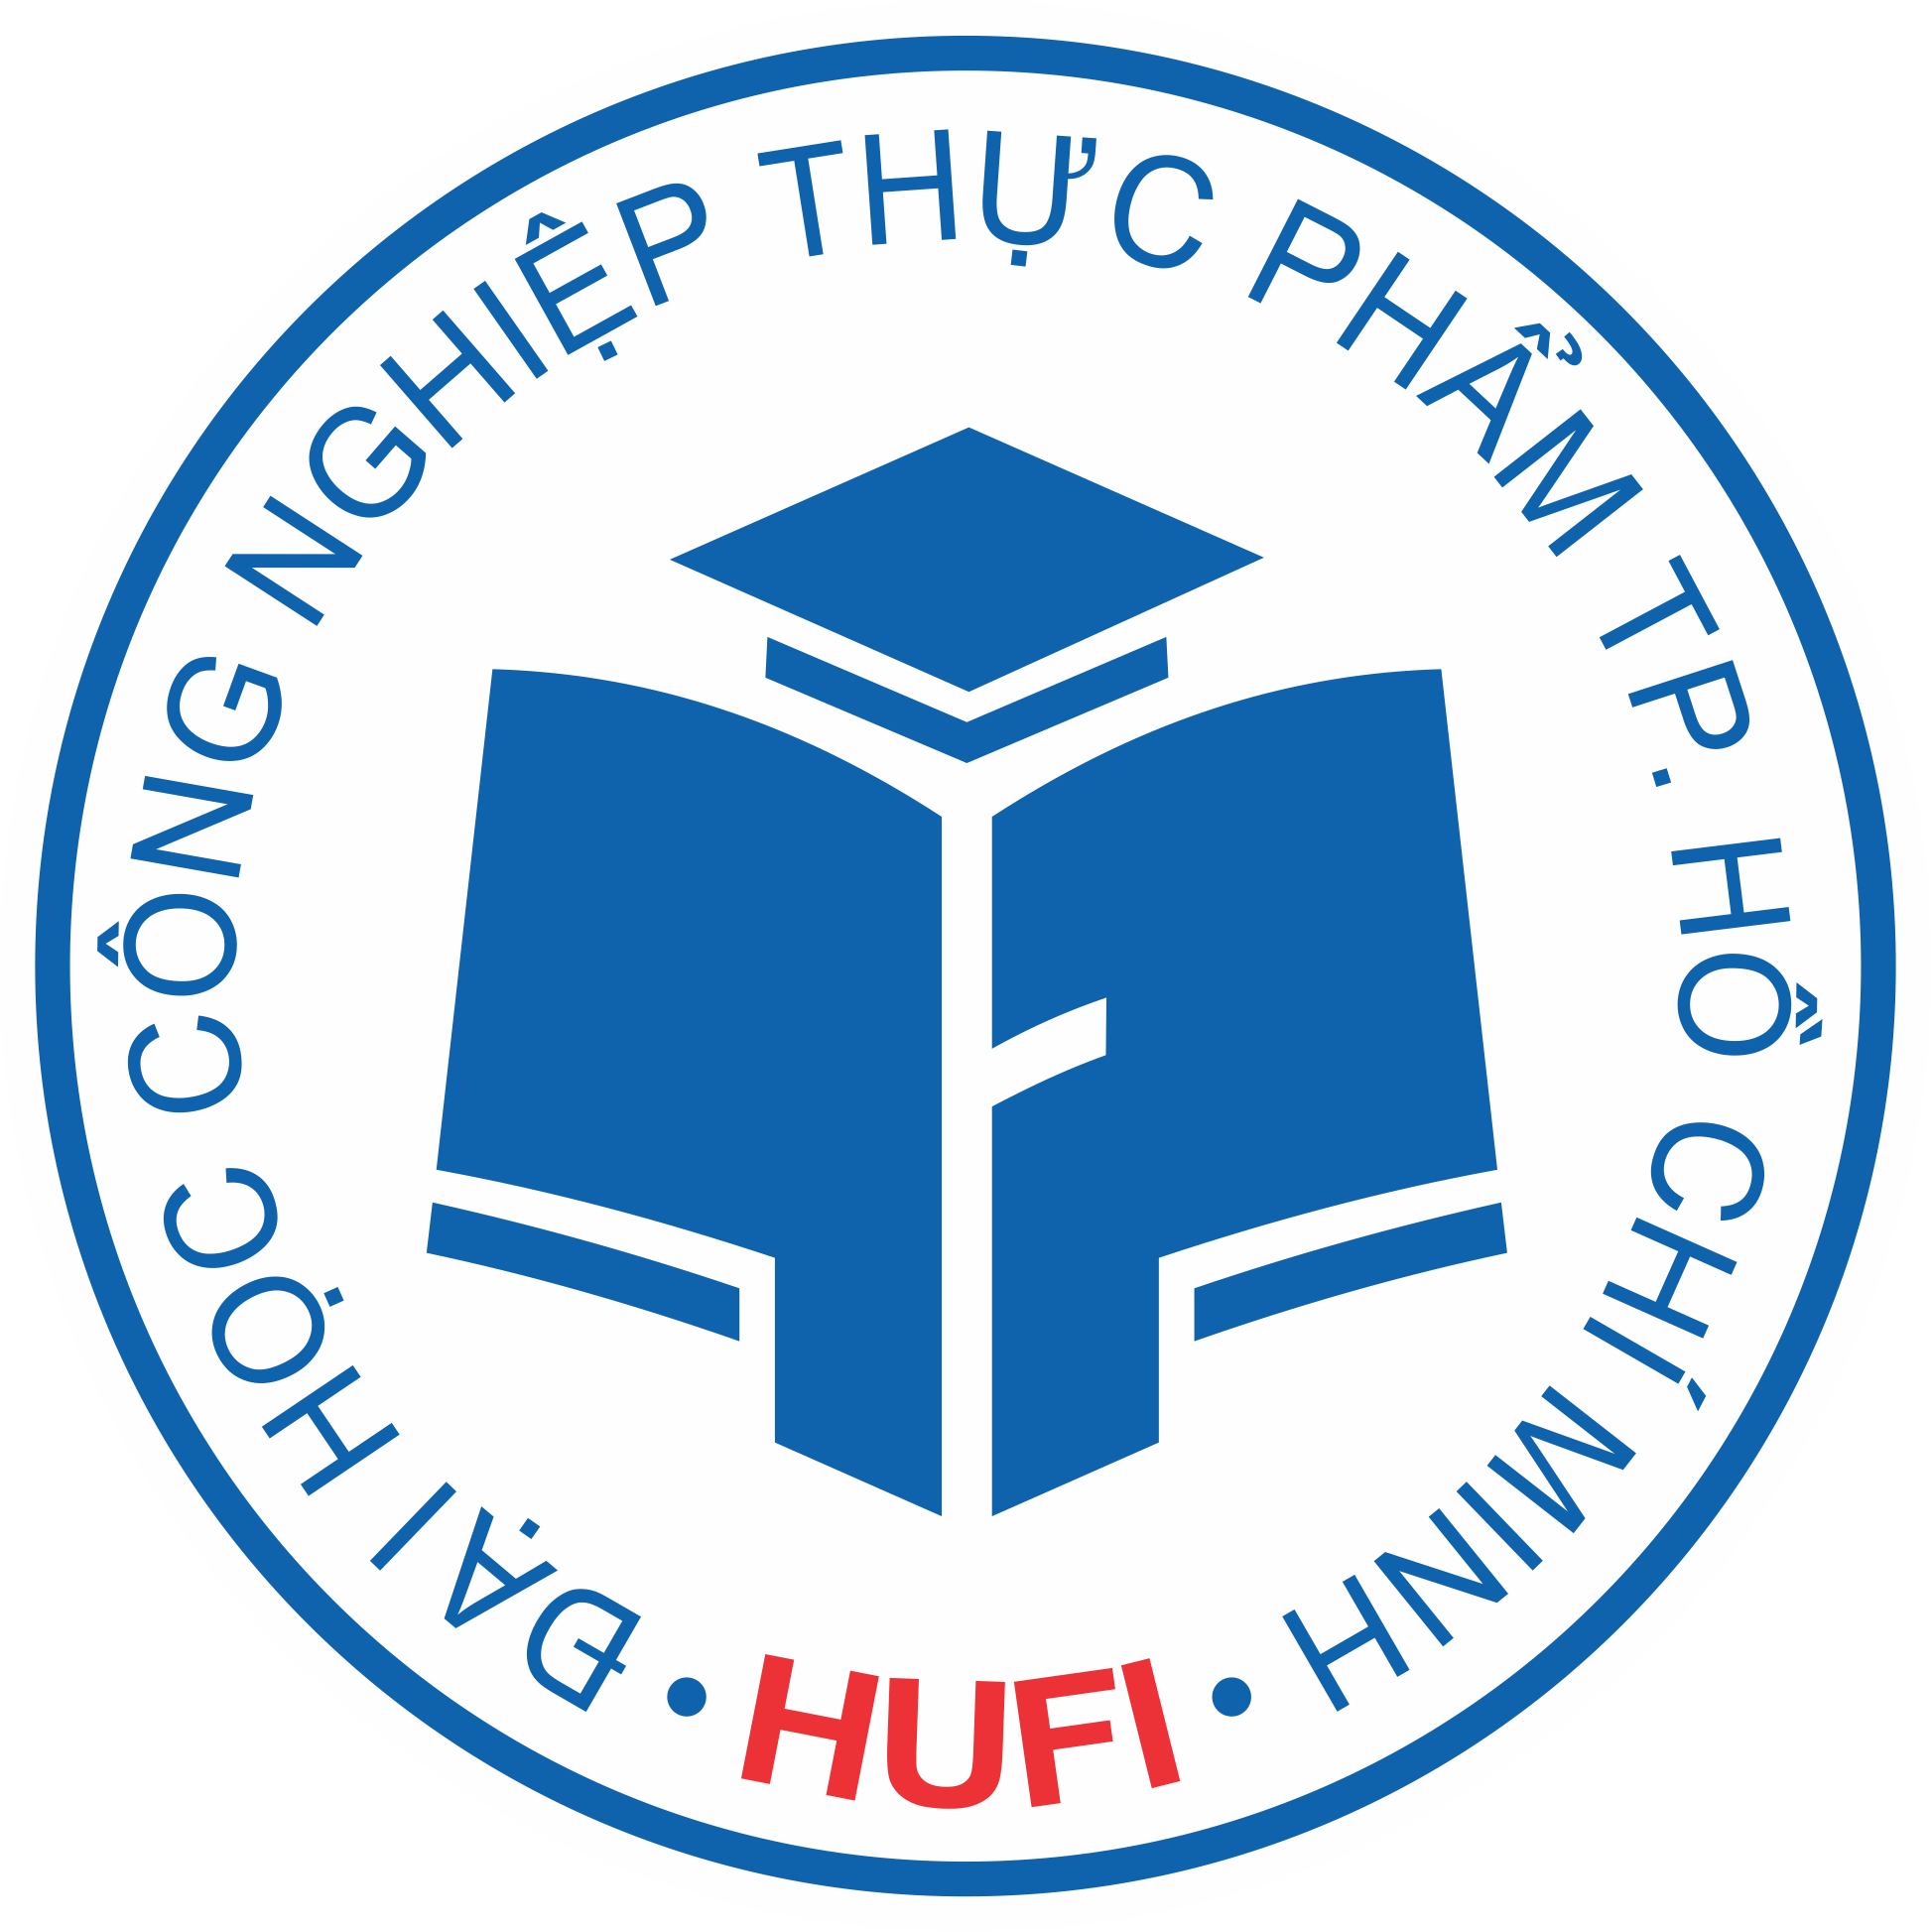 ĐẠI HỌC CÔNG NGHIỆP THỰC PHẨM TP. HỒ CHÍ MINH
• HUFI •